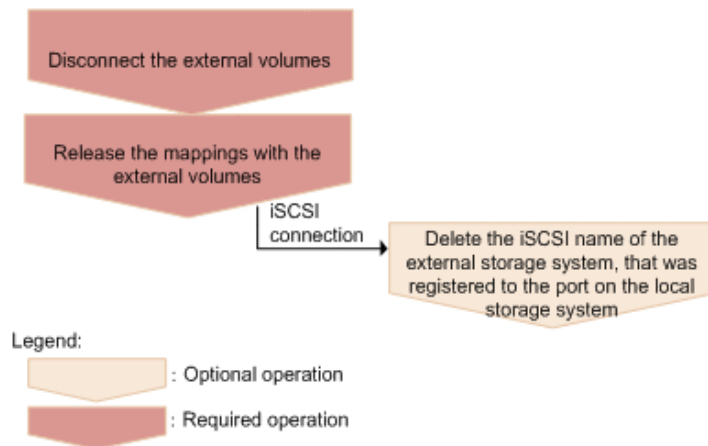 Disconnect the external volumes
Release the mappings with the
external volumes
iSCSI
connection
Delete the iSCSI name of the
external storage system, that was
registered to the port on the local
storage system
Legend:
: Optional operation
: Required operation